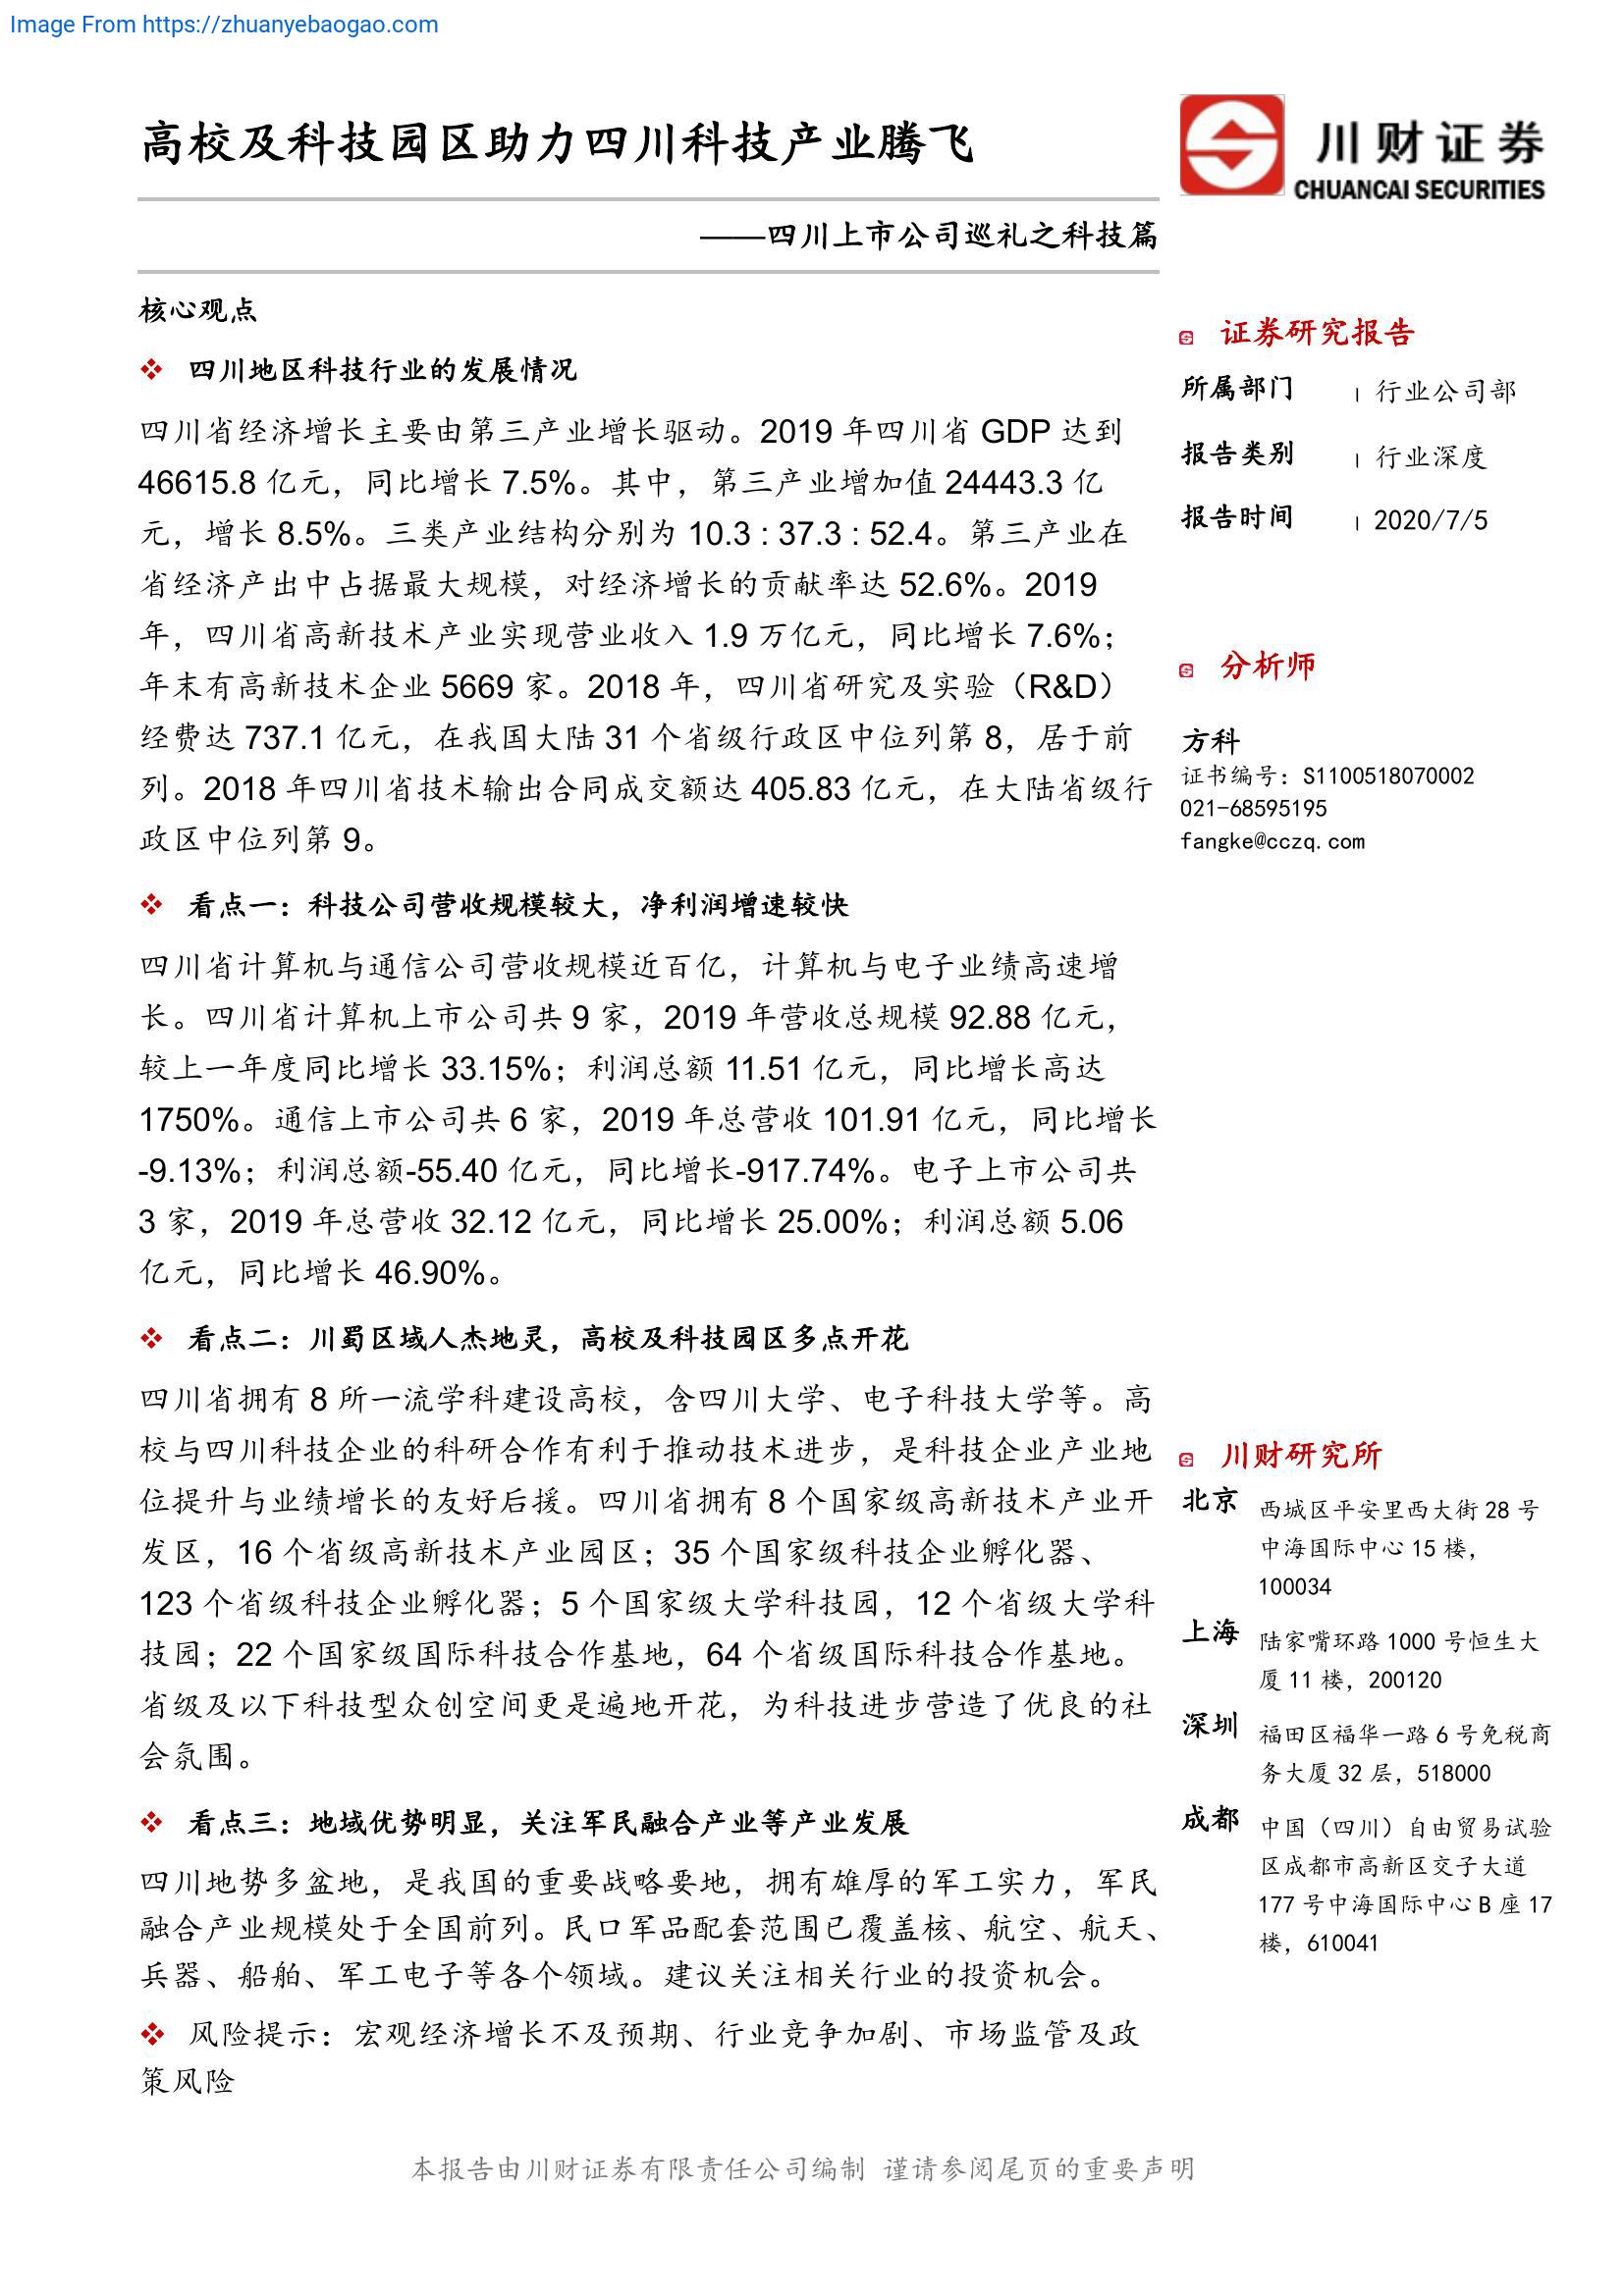 Image From https://zhuanyebaogao.com
高校及科技园区助力四川科技产业腾飞
——四川上市公司巡礼之科技篇
川财证券
CHUANCAI SECURITIES
核心观点
四川地区科技行业的发展情况
四川省经济增长主要由第三产业增长驱动。2019 年四川省 GDP 达到
46615.8 亿元，同比增长 7.5%。其中，第三产业增加值 24443.3 亿
元，增长 8.5%。三类产业结构分别为 10.3 : 37.3 : 52.4。第三产业在
省经济产出中占据最大规模，对经济增长的贡献率达 52.6%。2019
年，四川省高新技术产业实现营业收入 1.9 万亿元，同比增长 7.6%；
年末有高新技术企业 5669 家。2018 年，四川省研究及实验（R&D）
经费达 737.1 亿元，在我国大陆 31 个省级行政区中位列第 8，居于前
列。2018 年四川省技术输出合同成交额达 405.83 亿元，在大陆省级行
政区中位列第 9。
看点一：科技公司营收规模较大，净利润增速较快
四川省计算机与通信公司营收规模近百亿，计算机与电子业绩高速增
长。四川省计算机上市公司共 9 家，2019 年营收总规模 92.88 亿元，
较上一年度同比增长 33.15%；利润总额 11.51 亿元，同比增长高达
1750%。通信上市公司共 6 家，2019 年总营收 101.91 亿元，同比增长
-9.13%；利润总额-55.40 亿元，同比增长-917.74%。电子上市公司共
3 家，2019 年总营收 32.12 亿元，同比增长 25.00%；利润总额 5.06
亿元，同比增长 46.90%。
看点二：川蜀区域人杰地灵，高校及科技园区多点开花
四川省拥有 8 所一流学科建设高校，含四川大学、电子科技大学等。高
校与四川科技企业的科研合作有利于推动技术进步，是科技企业产业地
位提升与业绩增长的友好后援。四川省拥有 8 个国家级高新技术产业开
发区，16 个省级高新技术产业园区；35 个国家级科技企业孵化器、
123 个省级科技企业孵化器；5 个国家级大学科技园，12 个省级大学科
技园；22 个国家级国际科技合作基地，64 个省级国际科技合作基地。
省级及以下科技型众创空间更是遍地开花，为科技进步营造了优良的社
会氛围。
看点三：地域优势明显，关注军民融合产业等产业发展
四川地势多盆地，是我国的重要战略要地，拥有雄厚的军工实力，军民
融合产业规模处于全国前列。民口军品配套范围已覆盖核、航空、航天、
兵器、船舶、军工电子等各个领域。建议关注相关行业的投资机会。
风险提示：宏观经济增长不及预期、行业竞争加剧、市场监管及政
策风险
证券研究报告
所属部门 | 行业公司部
报告类别 | 行业深度
报告时间 | 2020/7/5
分析师
方科
证书编号：S1100518070002
021-68595195
fangke@cczq.com
川财研究所
北京 西城区平安里西大街 28 号
中海国际中心 15 楼，
100034
上海 陆家嘴环路 1000 号恒生大
厦 11 楼，200120
深圳 福田区福华一路 6 号免税商
务大厦 32 层，518000
成都 中国（四川）自由贸易试验
区成都市高新区交子大道
177 号中海国际中心 B 座 17
楼，610041
本报告由川财证券有限责任公司编制 谨请参阅尾页的重要声明